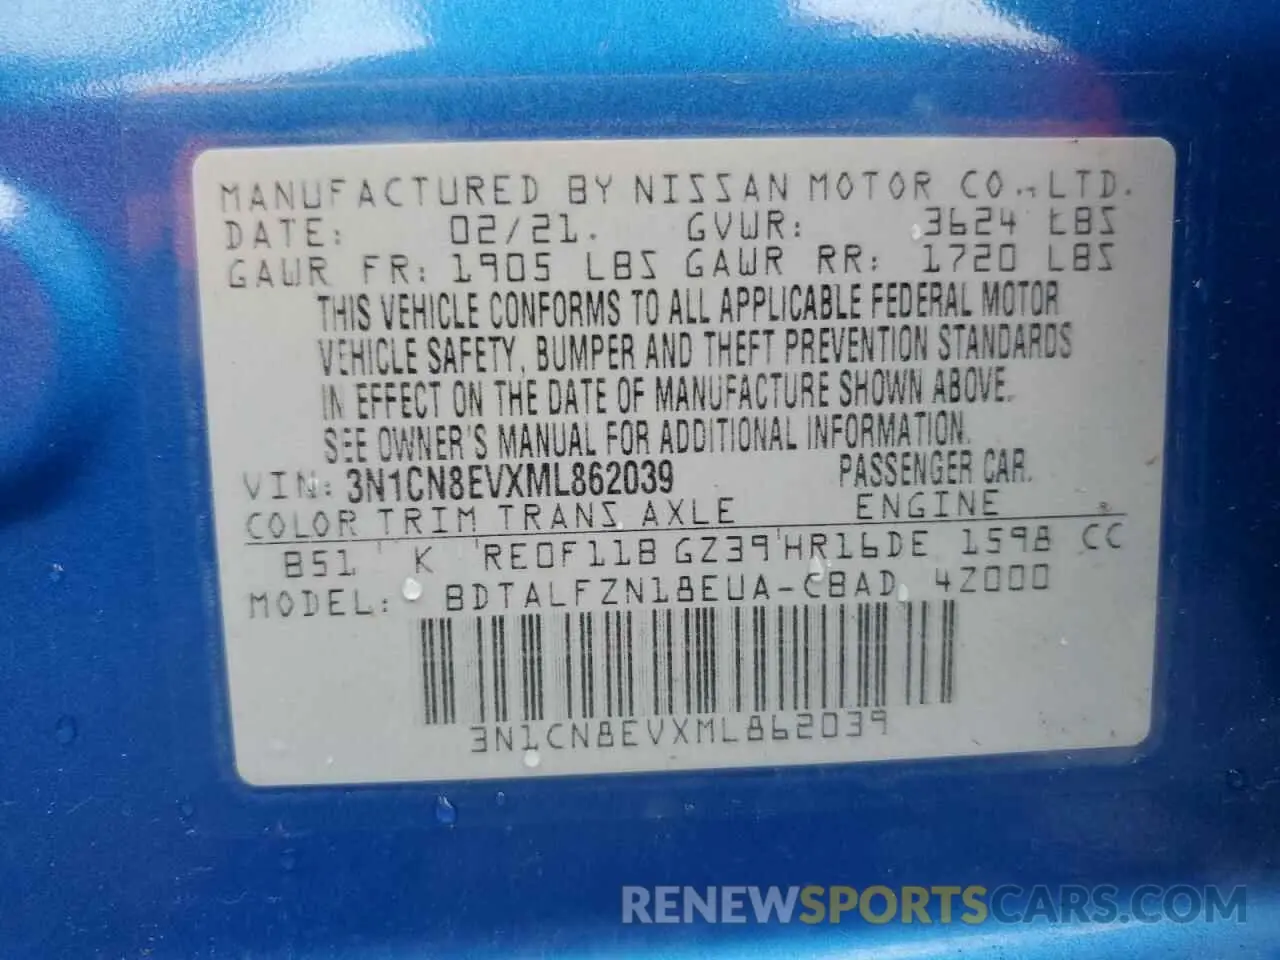 MANUFACTURED BY NISSAN MOTOR CO., LTD.
DATE: 02/21. GVWR: 3624 LBS
GAWR FR: 1905 LBS GAWR RR: 1720 LBS
THIS VEHICLE CONFORMS TO ALL APPLICABLE FEDERAL MOTOR
VEHICLE SAFETY, BUMPER AND THEFT PREVENTION STANDARDS
IN EFFECT ON THE DATE OF MANUFACTURE SHOWN ABOVE.
SEE OWNER'S MANUAL FOR ADDITIONAL INFORMATION.
VIN: 3N1CN8EVXML862039 PASSENGER CAR.
COLOR TRIM TRANS AXLE ENGINE
B51 K RE0F11B GZ39 HR16DE 1598 CC
MODEL: BDTALFZN18EUA-CBAD 4Z000
3N1CN8EVXML862039
RENEWSPORTSCARS.COM